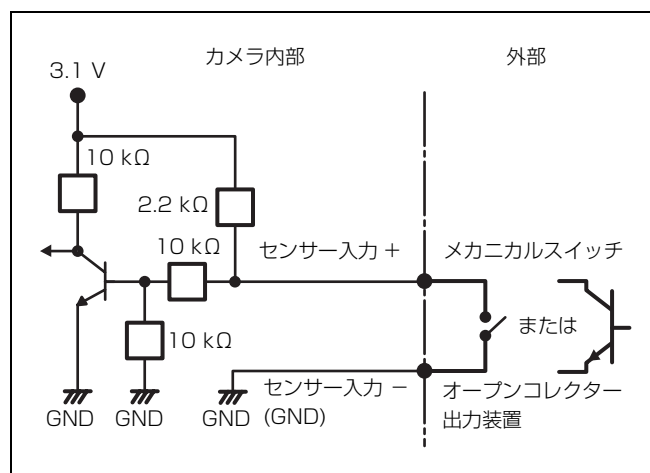 カメラ内部
外部
3.1 V
10 kΩ
2.2 kΩ
10 kΩ
センサー入力 +
メカニカルスイッチ
または
10 kΩ
センサー入力 −
(GND)
オープンコレクター
出力装置
GND
GND
GND